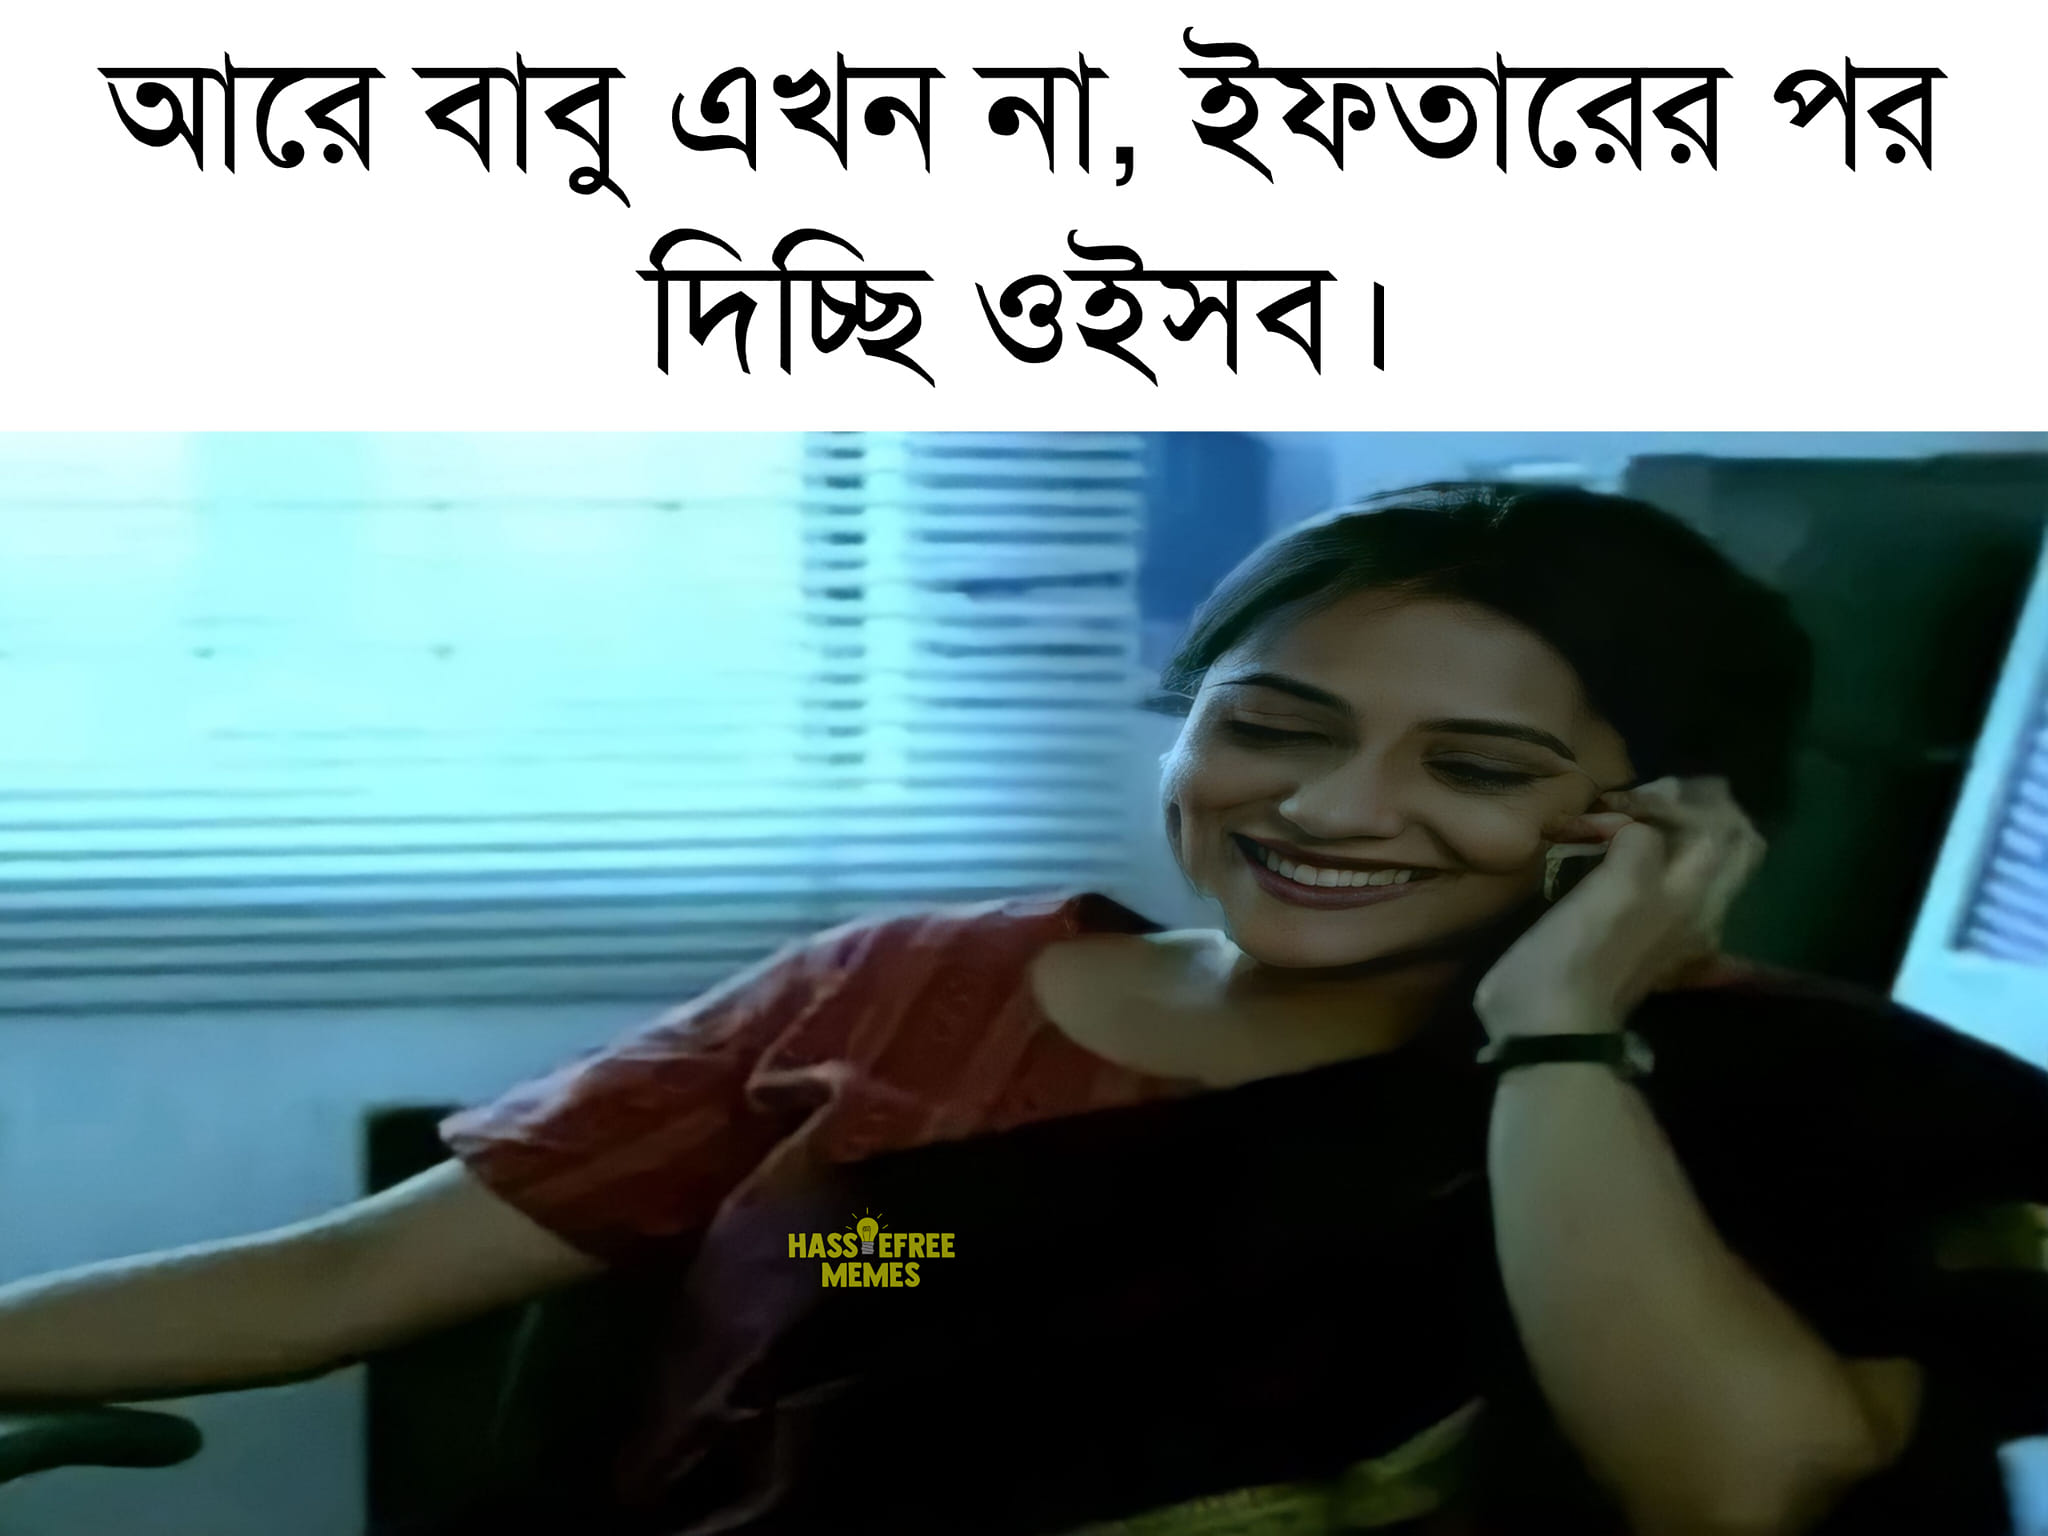 আরে বাবু এখন না, ইফতারের পর
দিচ্ছি ওইসব।
HASSLEFREE
MEMES